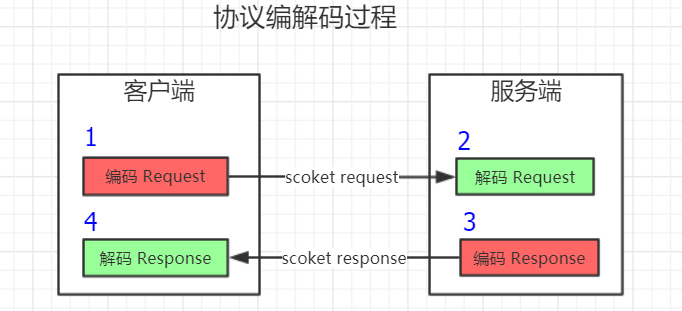 协议编解码过程
客户端
服务端
1
2
编码 Request
scoket request
解码 Request
4
3
解码 Response
scoket response
编码 Response